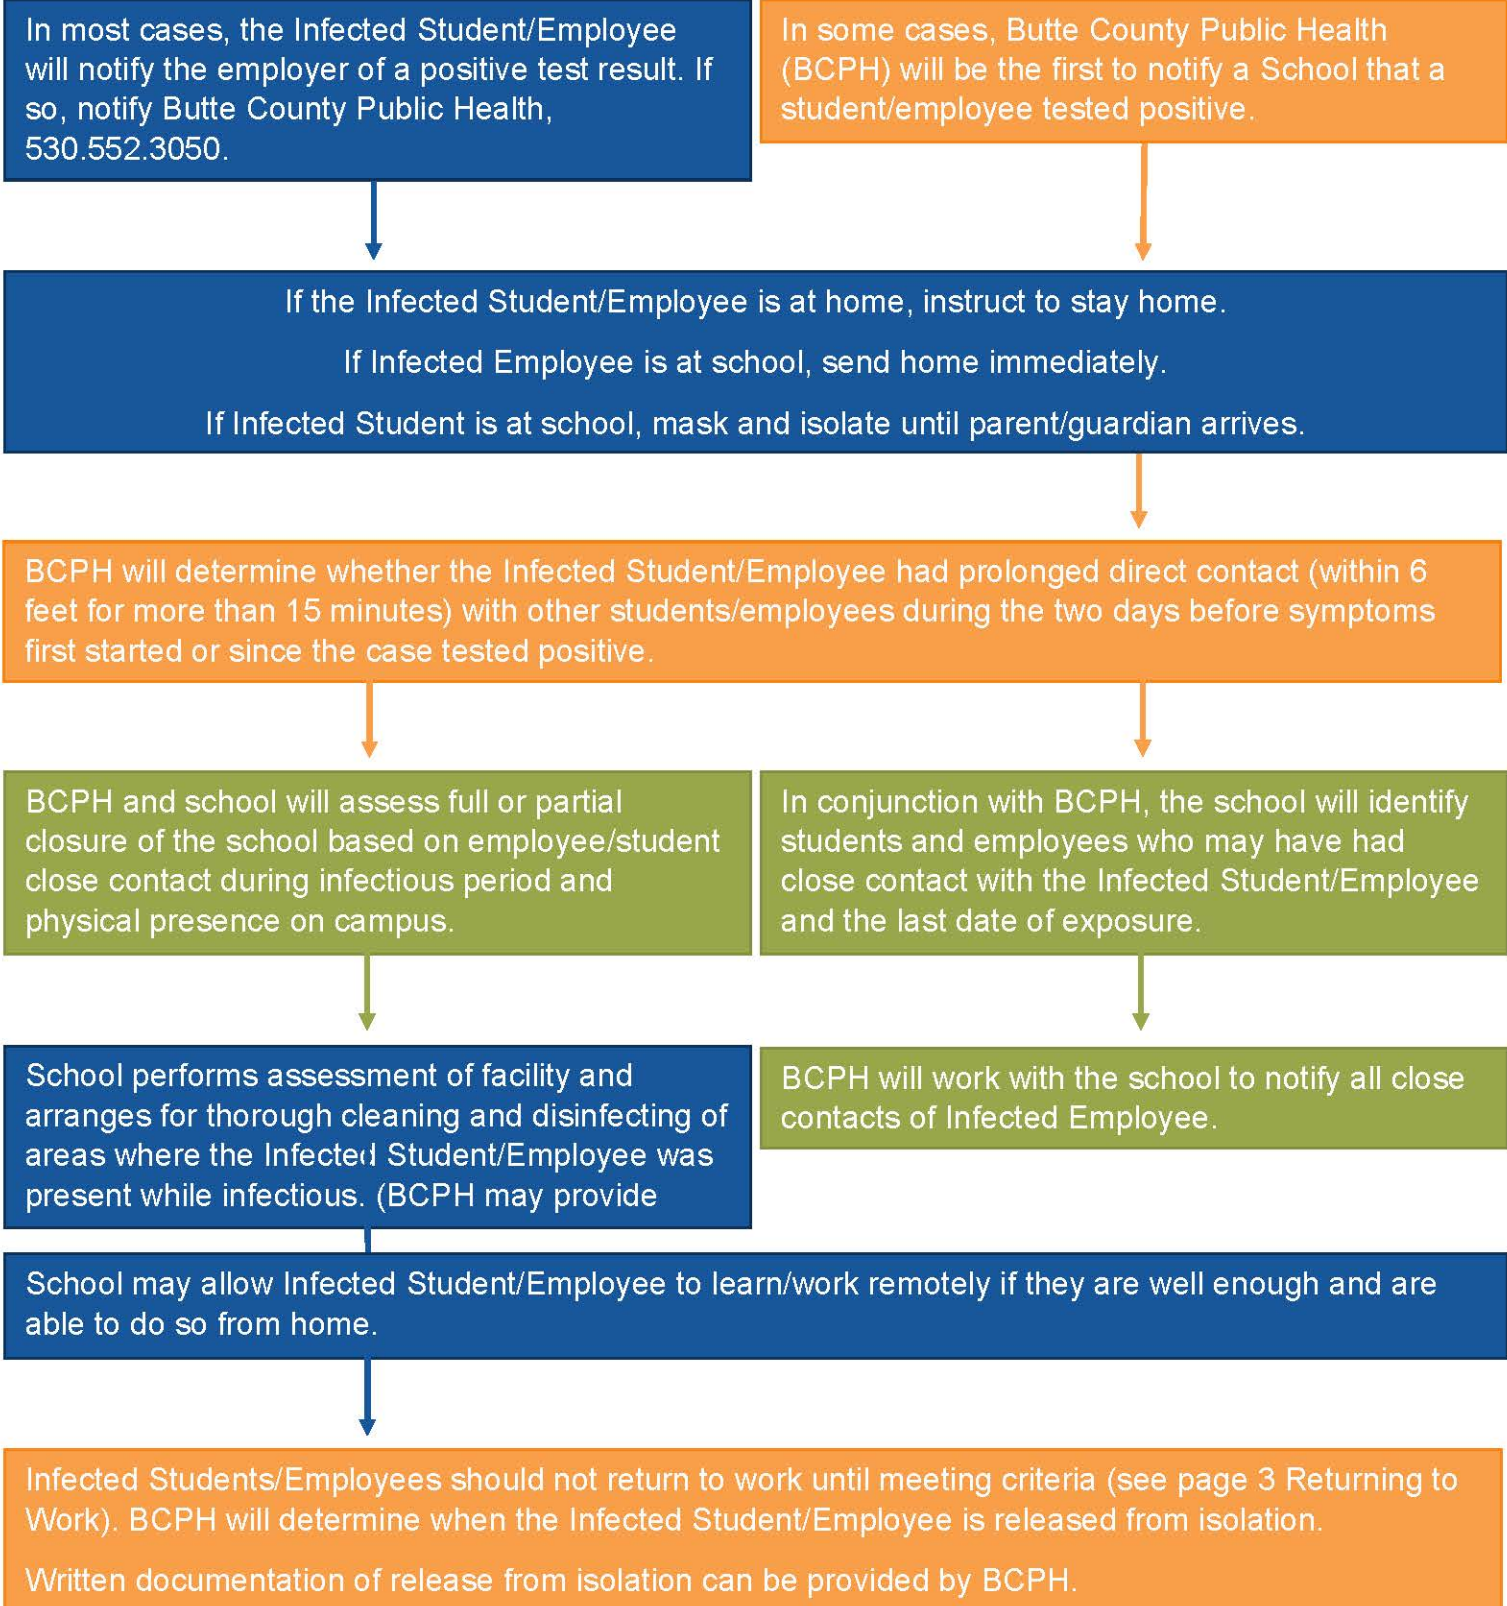 In most cases, the Infected Student/Employee
will notify the employer of a positive test result. If
so, notify Butte County Public Health,
530.552.3050.
In some cases, Butte County Public Health
(BCPH) will be the first to notify a School that a
student/employee tested positive.
If the Infected Student/Employee is at home, instruct to stay home.
If Infected Employee is at school, send home immediately.
If Infected Student is at school, mask and isolate until parent/guardian arrives.
BCPH will determine whether the Infected Student/Employee had prolonged direct contact (within 6
feet for more than 15 minutes) with other students/employees during the two days before symptoms
first started or since the case tested positive.
BCPH and school will assess full or partial
closure of the school based on employee/student
close contact during infectious period and
physical presence on campus.
In conjunction with BCPH, the school will identify
students and employees who may have had
close contact with the Infected Student/Employee
and the last date of exposure.
School performs assessment of facility and
arranges for thorough cleaning and disinfecting of
areas where the Infected Student/Employee was
present while infectious. (BCPH may provide
BCPH will work with the school to notify all close
contacts of Infected Employee.
School may allow Infected Student/Employee to learn/work remotely if they are well enough and are
able to do so from home.
Infected Students/Employees should not return to work until meeting criteria (see page 3 Returning to
Work). BCPH will determine when the Infected Student/Employee is released from isolation.
Written documentation of release from isolation can be provided by BCPH.